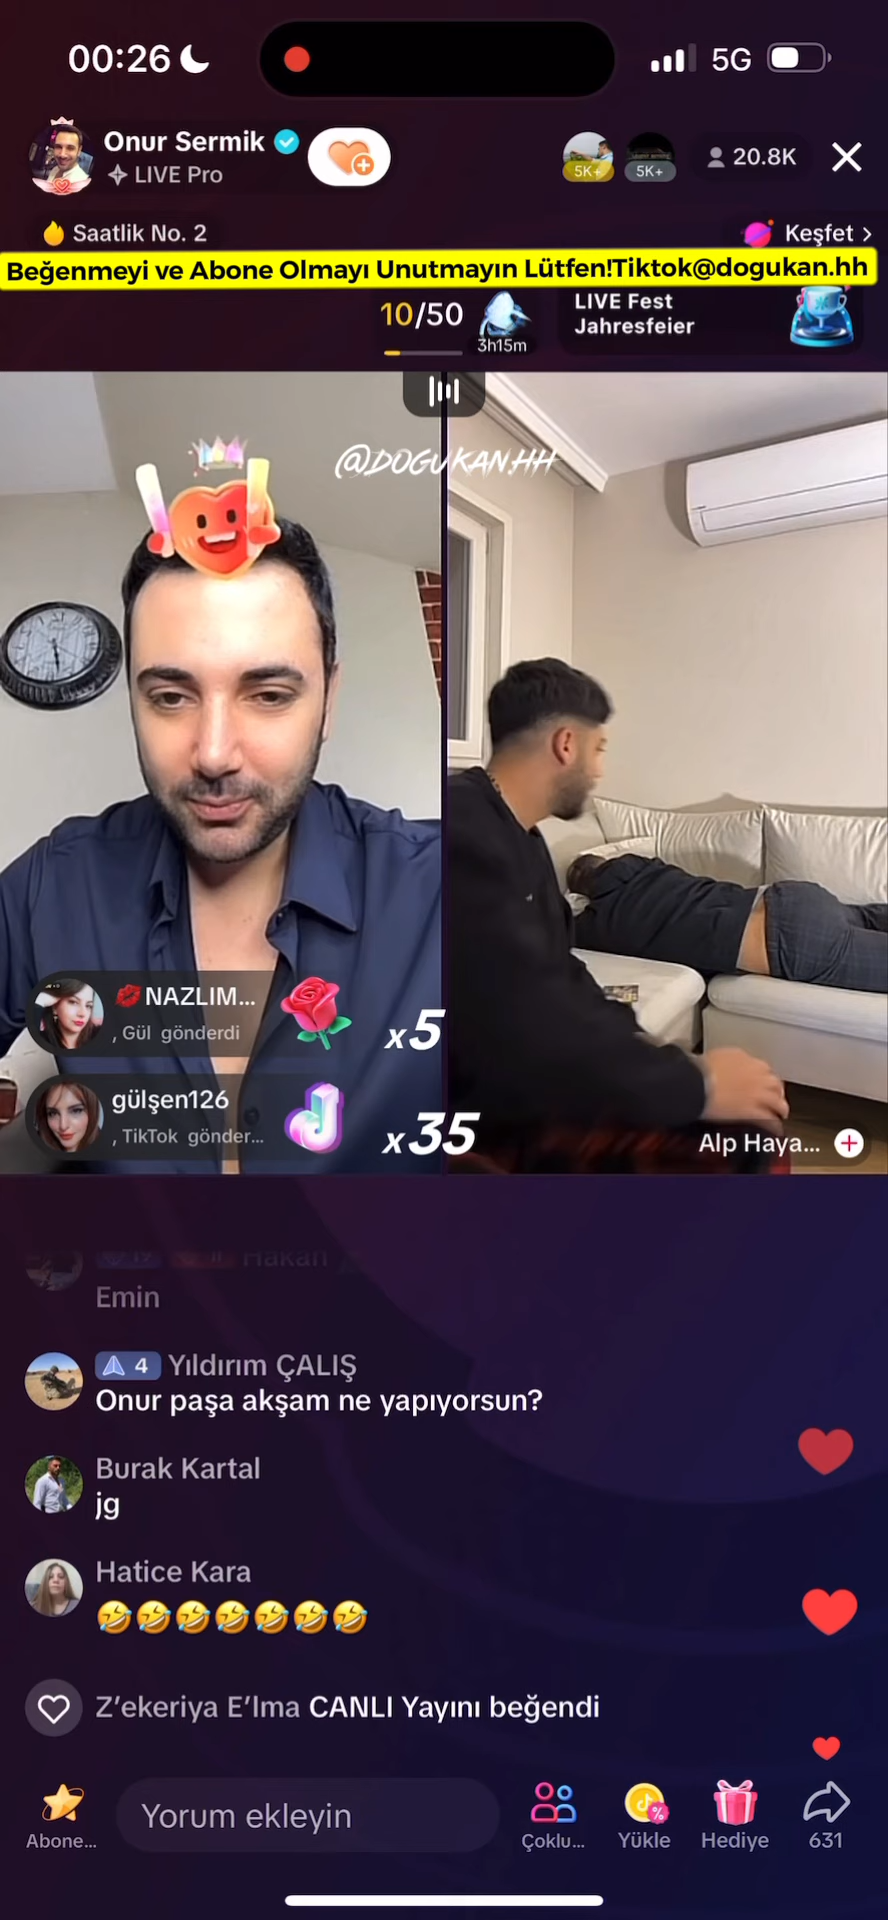 00:26
5G
Onur Sermik
LIVE Pro
5K+
5K+
20.8K
Saatlik No. 2
Keşfet >
Beğenmeyi ve Abone Olmayı Unutmayın Lütfen!Tiktok@dogukan.hh
10/50
3h15m
LIVE Fest
Jahresfeier
@DOGUKAN.HH
NAZLIM...
, Gül gönderdi
x5
gülşen126
, TikTok gönder...
x35
Alp Haya...
Hakan
Emin
4 Yıldırım ÇALIŞ
Onur paşa akşam ne yapıyorsun?
Burak Kartal
jg
Hatice Kara
🤣🤣🤣🤣🤣🤣🤣
Z'ekeriya E'lma CANLI Yayını beğendi
Yorum ekleyin
Abone...
Çoklu...
Yükle
Hediye
631